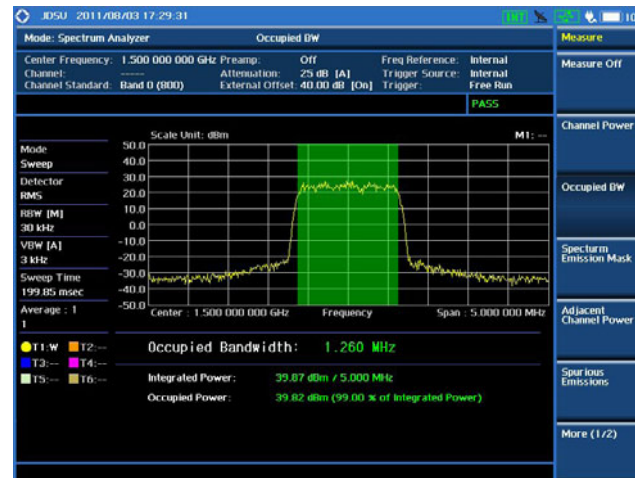 JDSU 2011/08/03 17:29:31 INT 10
Mode: Spectrum Analyzer Occupied BW
Center Frequency: 1.500 000 000 GHz Preamp: Off Freq Reference: Internal
Channel: ----- Attenuation: 25 dB [A] Trigger Source: Internal
Channel Standard: Band 0 (800) External Offset: 40.00 dB [On] Trigger: Free Run
PASS
Scale Unit: dBm M1: --
Mode
Sweep
Detector
RMS
RBW [M]
30 kHz
VBW [A]
3 kHz
Sweep Time
199.85 msec
Average : 1
1
T1:W T2:--
T3:-- T4:--
T5:-- T6:--
50.0
40.0
30.0
20.0
10.0
0.0
-10.0
-20.0
-30.0
-40.0
-50.0
Center : 1.500 000 000 GHz Frequency Span : 5.000 000 MHz
Occupied Bandwidth: 1.260 MHz
Integrated Power: 39.87 dBm / 5.000 MHz
Occupied Power: 39.82 dBm (99.00 % of Integrated Power)
Measure
Measure Off
Channel Power
Occupied BW
Specturm
Emission Mask
Adjacent
Channel Power
Spurious
Emissions
More (1/2)